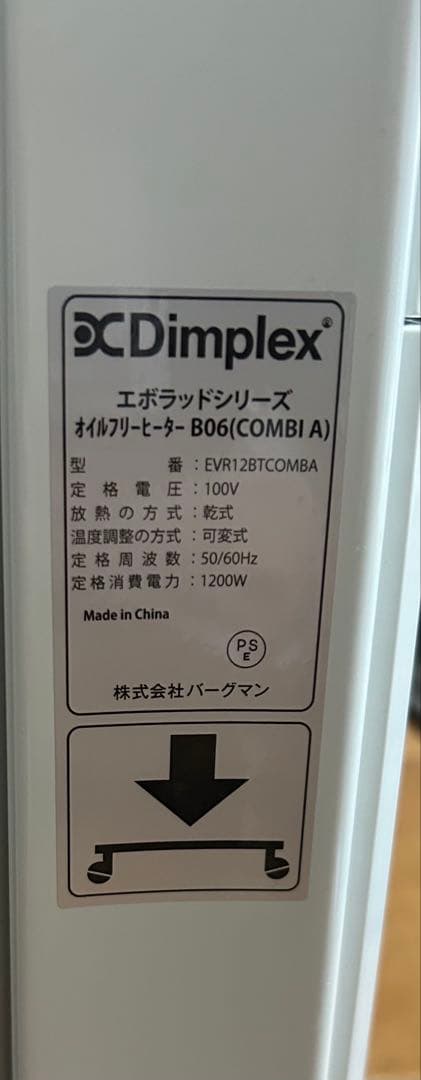 Dimplex®
エボラッドシリーズ
オイルフリーヒーター B06(COMBI A)
型番：EVR12BTCOMBA
定格電圧：100V
放熱の方式：乾式
温度調整の方式：可変式
定格周波数：50/60Hz
定格消費電力：1200W
Made in China
PS
E
株式会社バーグマン